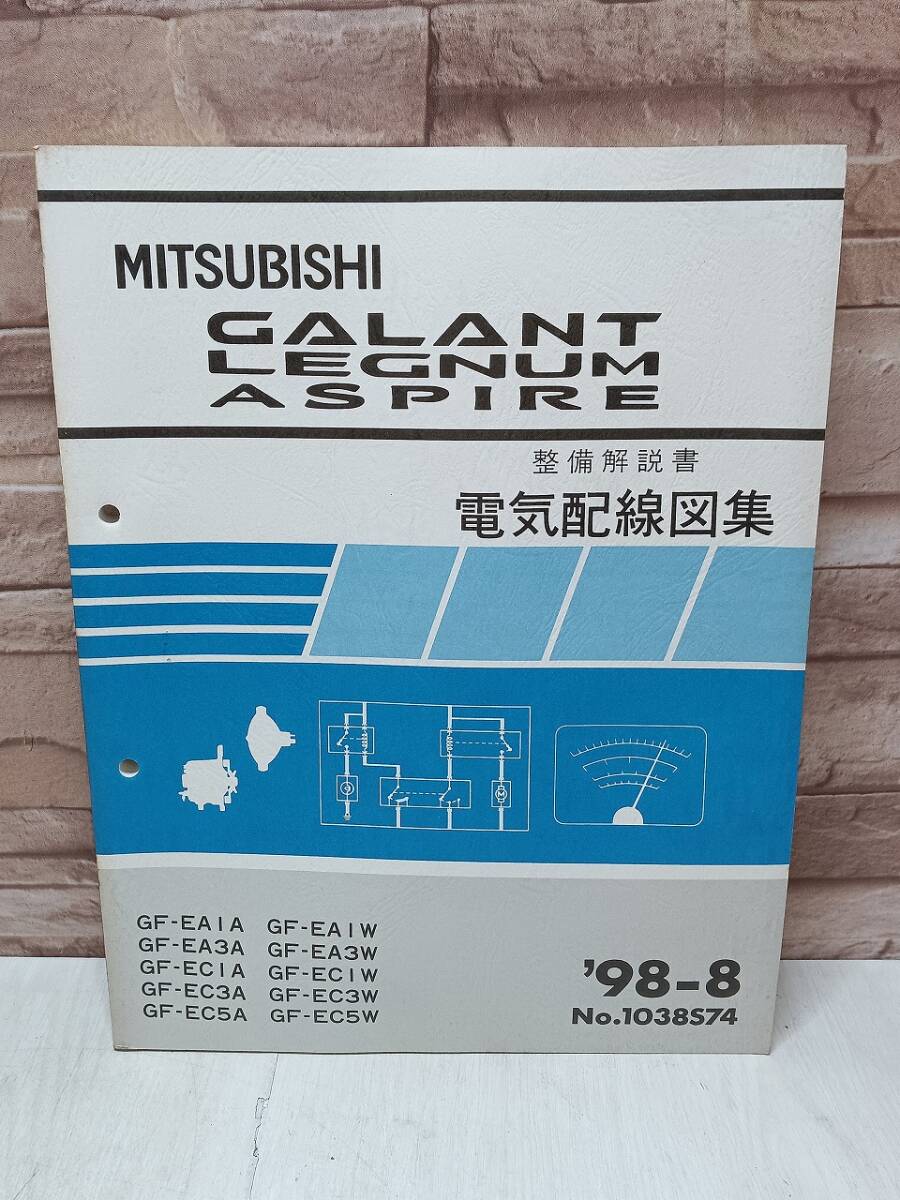 MITSUBISHI
GALANT
LEGNUM
ASPIRE
整備解説書
電気配線図集
M
GF-EA1A GF-EA1W
GF-EA3A GF-EA3W
GF-EC1A GF-EC1W
GF-EC3A GF-EC3W
GF-EC5A GF-EC5W
'98-8
No.1038S74